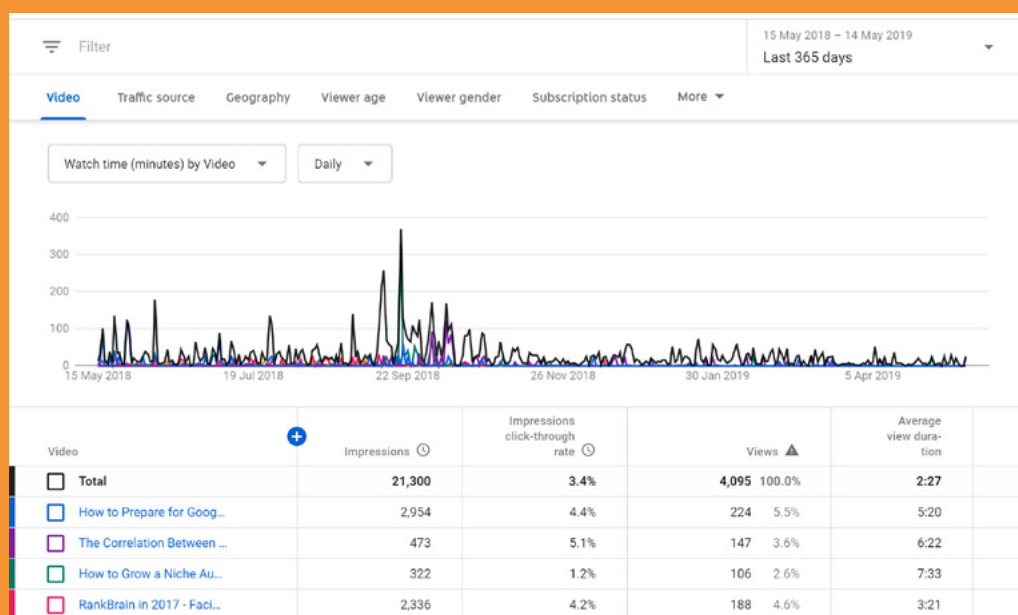 Filter
15 May 2018 – 14 May 2019
Last 365 days
Video Traffic source Geography Viewer age Viewer gender Subscription status More
Watch time (minutes) by Video Daily
400
300
200
100
0
15 May 2018 19 Jul 2018 22 Sep 2018 26 Nov 2018 30 Jan 2019 5 Apr 2019
Video Impressions Impressions click-through rate Views Average view dura-tion
Total 21,300 3.4% 4,095 100.0% 2:27
How to Prepare for Goog... 2,954 4.4% 224 5.5% 5:20
The Correlation Between ... 473 5.1% 147 3.6% 6:22
How to Grow a Niche Au... 322 1.2% 106 2.6% 7:33
RankBrain in 2017 - Faci... 2,336 4.2% 188 4.6% 3:21